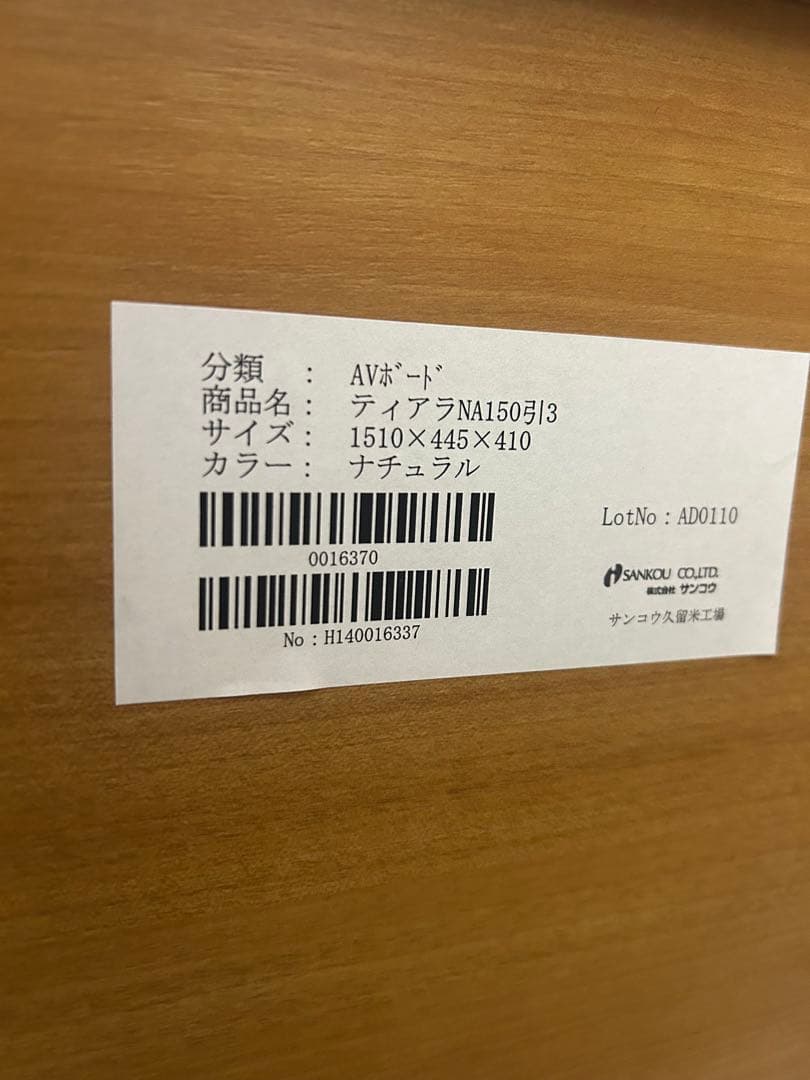 分類 : AVﾎﾞｰﾄﾞ
商品名 : ティアラNA150引3
サイズ : 1510×445×410
カラー : ナチュラル
0016370
No : H140016337
LotNo : AD0110
SANKOU CO.,LTD.
株式会社 サンコウ
サンコウ久留米工場